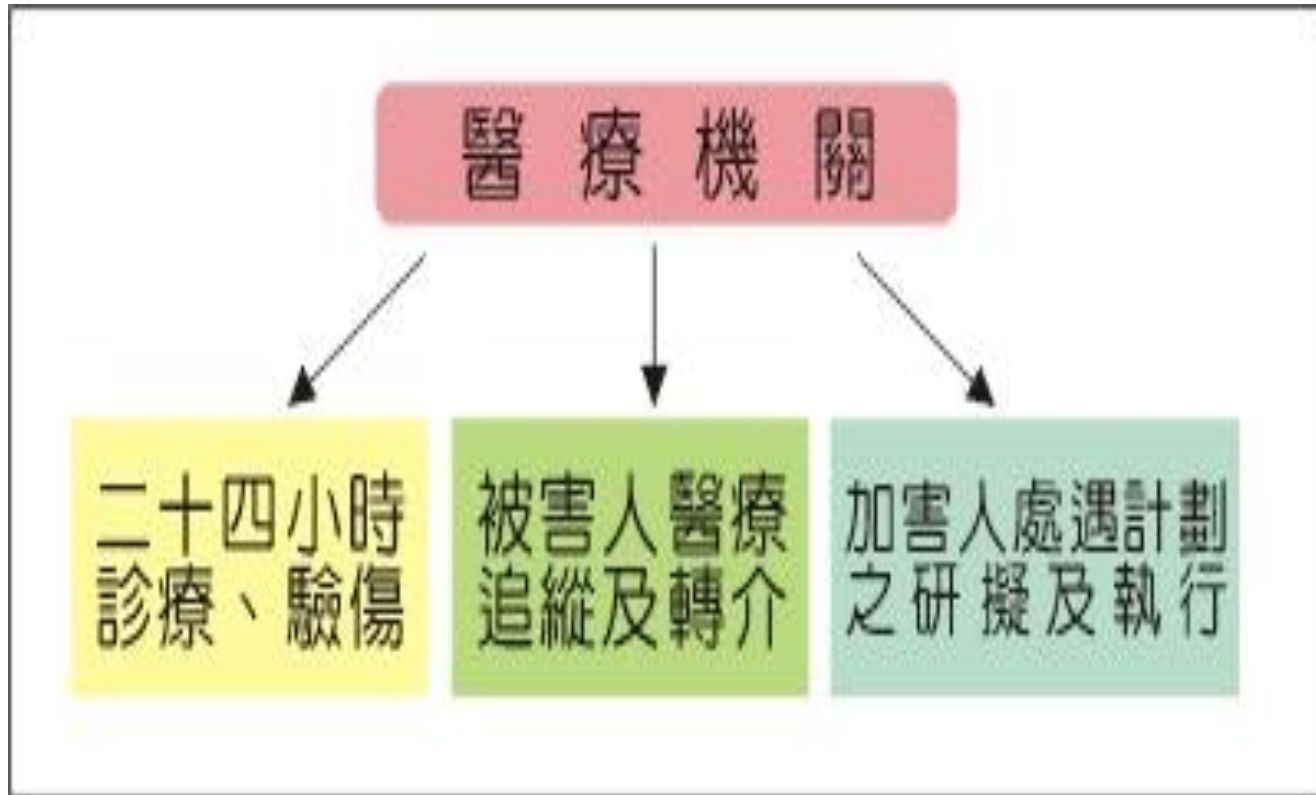 醫療機關
二十四小時
診療、驗傷
被害人醫療
追縱及轉介
加害人處遇計劃
之研擬及執行